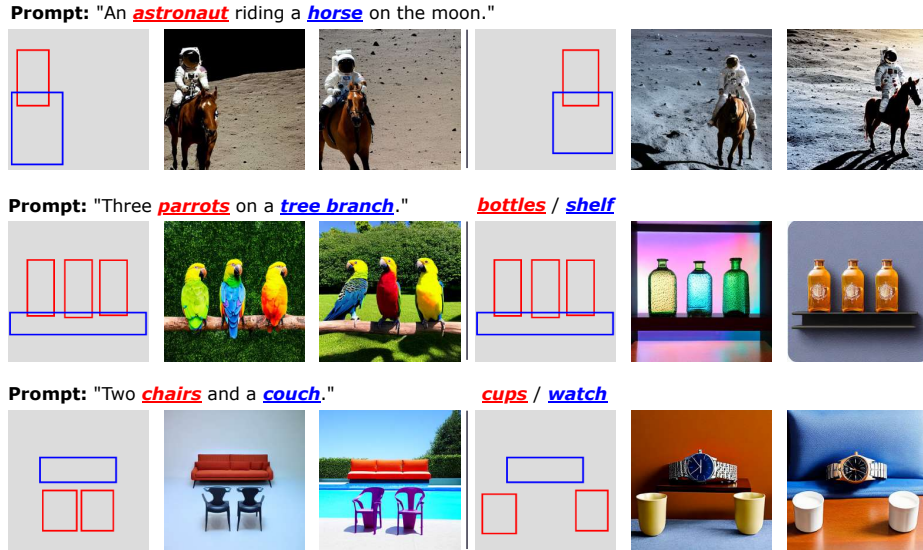 Prompt: "An astronaut riding a horse on the moon."
Prompt: "Three parrots on a tree branch." bottles / shelf
Prompt: "Two chairs and a couch." cups / watch